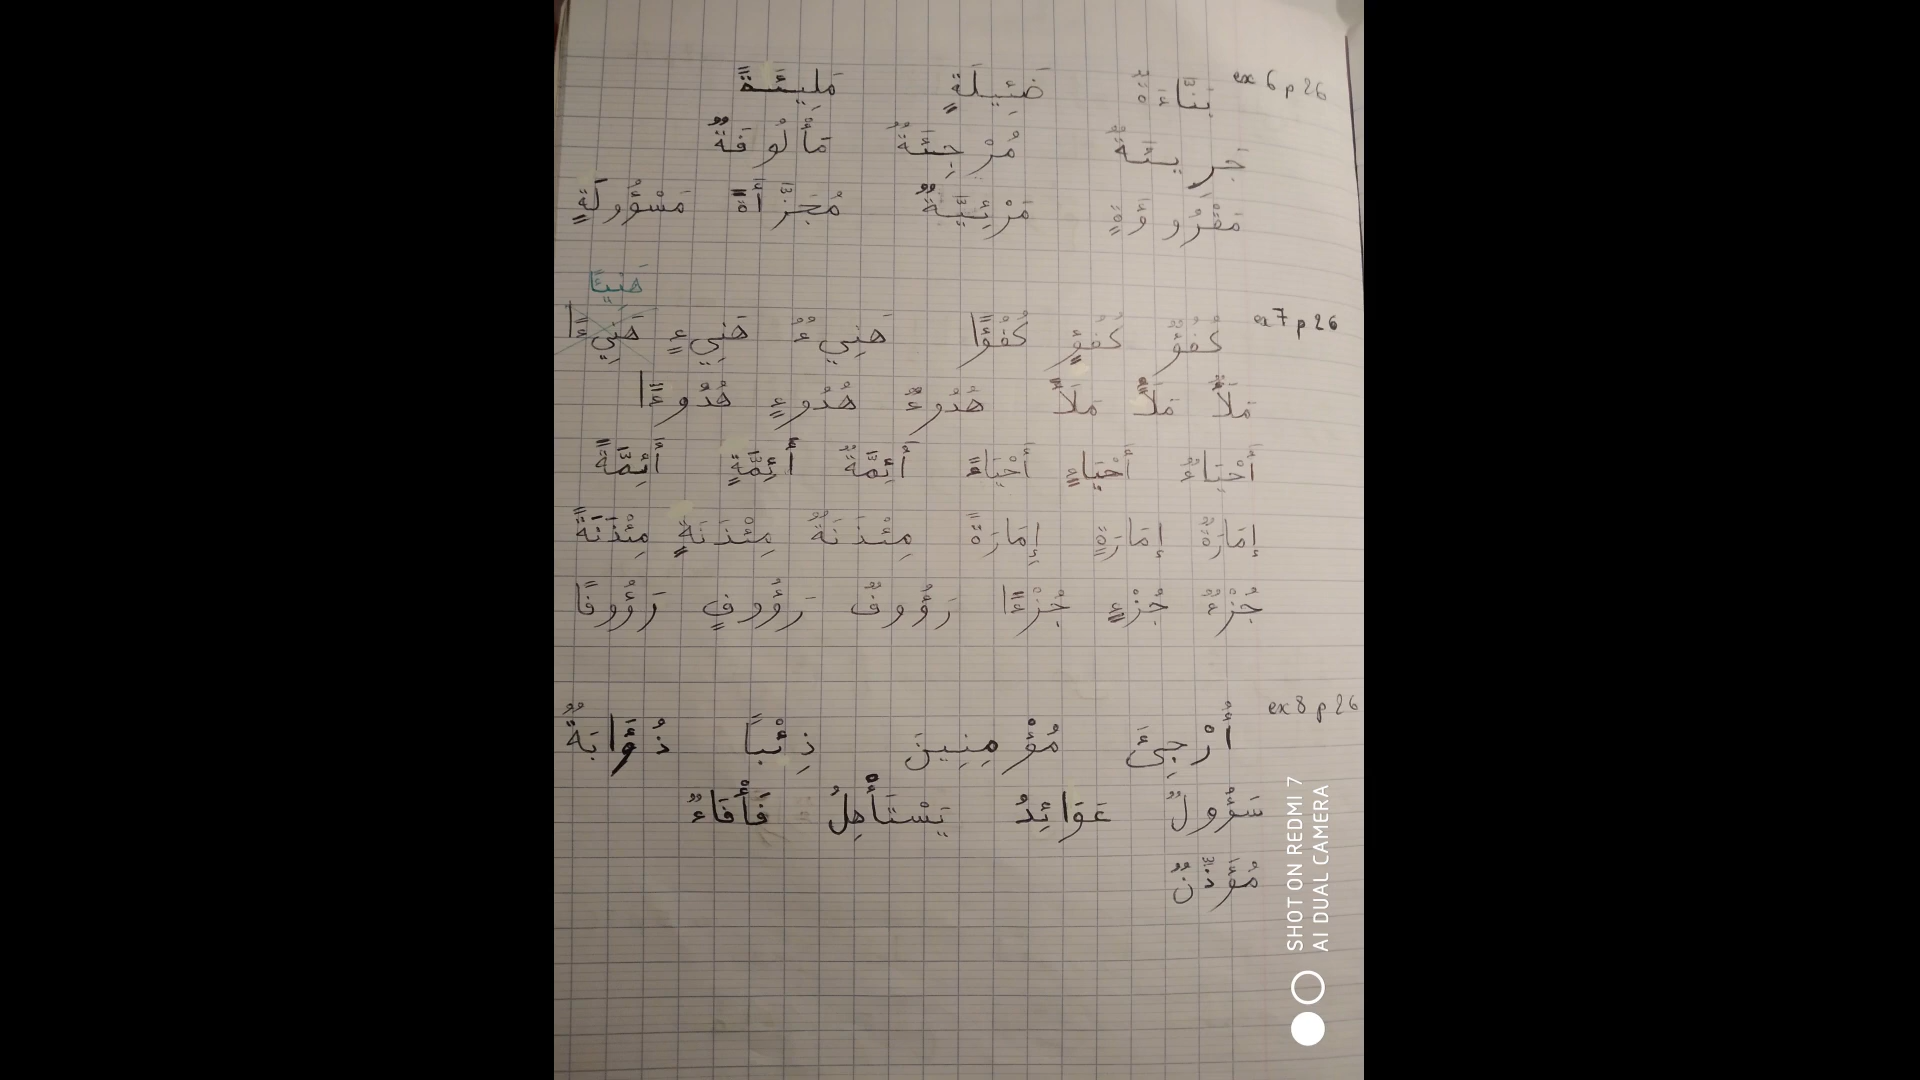 ex 6 p 26 بَنَّاءَةٌ ضَئِيلَةٍ مَلِيئَةً
جَرِيئَةٌ مُرْجِئَةٌ مَأْلُوفَةٌ
مَقْرُوءَةٍ مَرْئِيَّةٌ مُجَزَّأَةً مَسْؤُولَةٍ
هَنِيئًا
ex 7 p 26 كُفُؤٌ كُفُؤٍ كُفُؤًا هَنِيءٌ هَنِيءٍ هَنِيءًا
مَلَأٌ مَلَأٍ مَلَأً هُدُوءٌ هُدُوءٍ هُدُوءًا
أَحْيَاءٌ أَحْيَاءٍ أَحْيَاءً أَئِمَّةٌ أَئِمَّةٍ أَئِمَّةً
إِمَارَةٌ إِمَارَةٍ إِمَارَةً مِئْذَنَةٌ مِئْذَنَةٍ مِئْذَنَةً
جُزْءٌ جُزْءٍ جُزْءًا رَؤُوفٌ رَؤُوفٍ رَؤُوفًا
ex 8 p 26
أُرْجِئَ مُؤْمِنِينَ ذِئْبًا ذُؤَابَةٌ
سَؤُولٌ عَوَائِدُ يَسْتَأْهِلُ فَأْفَاءٌ
مُؤَذِّنٌ
SHOT ON REDMI 7
AI DUAL CAMERA